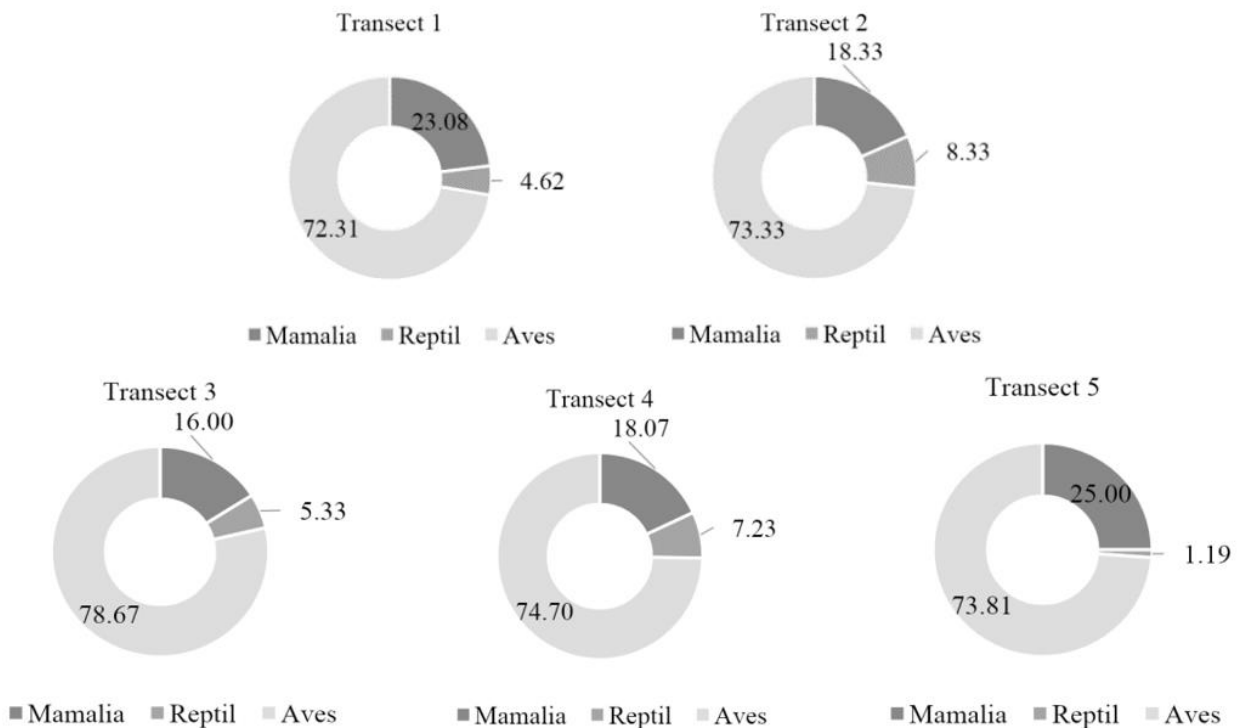 Transect 1
23.08
4.62
72.31
Mamalia Reptil Aves
Transect 2
18.33
8.33
73.33
Mamalia Reptil Aves
Transect 3
16.00
5.33
78.67
Mamalia Reptil Aves
Transect 4
18.07
7.23
74.70
Mamalia Reptil Aves
Transect 5
25.00
1.19
73.81
Mamalia Reptil Aves